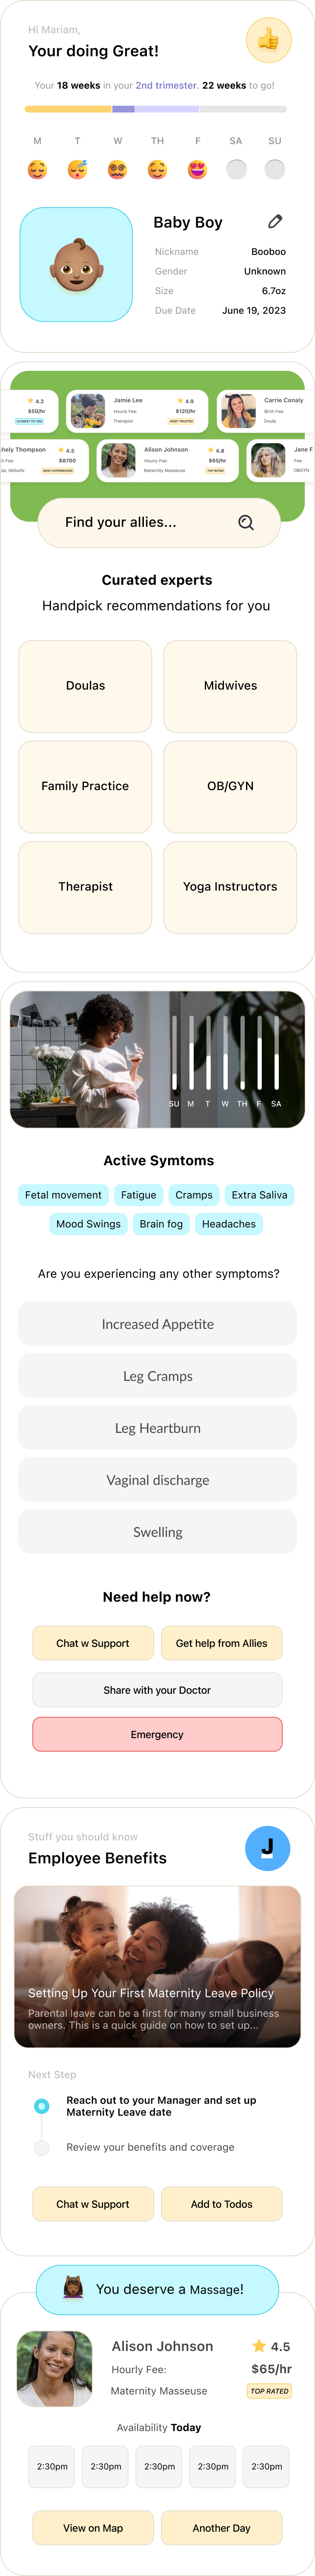 Hi Mariam,
Your doing Great!
Your 18 weeks in your 2nd trimester. 22 weeks to go!
M T W TH F SA SU
Baby Boy
Nickname Booboo
Gender Unknown
Size 6.7oz
Due Date June 19, 2023
4.2
$50/hr
CLOSEST TO YOU
Jamie Lee 4.9
Hourly Fee: $120/hr
Therapist MOST TRUSTED
Carrie Conaly
Birth Fee:
Doula
hely Thompson 4.5
h Fee: $8700
la, Midwife MOST EXPERIENCED
Alison Johnson 4.8
Hourly Fee: $65/hr
Maternity Masseuse TOP RATED
Jane F
Fee:
OBGYN
Find your allies...
Curated experts
Handpick recommendations for you
Doulas Midwives
Family Practice OB/GYN
Therapist Yoga Instructors
SU M T W TH F SA
Active Symtoms
Fetal movement Fatigue Cramps Extra Saliva
Mood Swings Brain fog Headaches
Are you experiencing any other symptoms?
Increased Appetite
Leg Cramps
Leg Heartburn
Vaginal discharge
Swelling
Need help now?
Chat w Support Get help from Allies
Share with your Doctor
Emergency
Stuff you should know
Employee Benefits
J
Setting Up Your First Maternity Leave Policy
Parental leave can be a first for many small business
owners. This is a quick guide on how to set up...
Next Step
Reach out to your Manager and set up
Maternity Leave date
Review your benefits and coverage
Chat w Support Add to Todos
You deserve a Massage!
Alison Johnson 4.5
Hourly Fee: $65/hr
Maternity Masseuse TOP RATED
Availability Today
2:30pm 2:30pm 2:30pm 2:30pm 2:30pm
View on Map Another Day